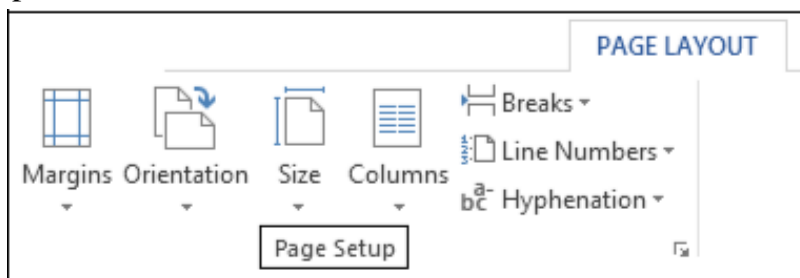 PAGE LAYOUT
Margins Orientation Size Columns
Breaks
Line Numbers
Hyphenation
Page Setup